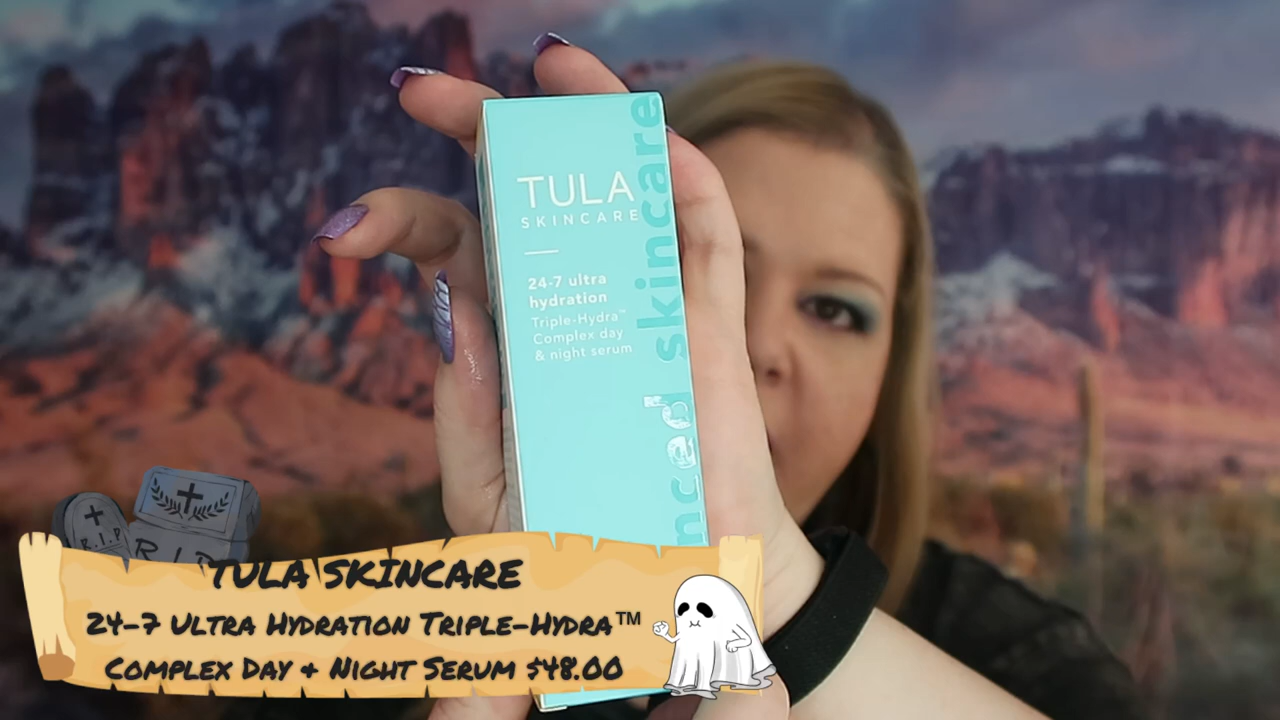 TULA
SKINCARE
24-7 ultra
hydration
Triple-Hydra™
Complex day
& night serum
nced skincare
R.I.P
R.I.P
TULA SKINCARE
24-7 Ultra Hydration Triple-Hydra™
Complex Day + Night Serum $48.00